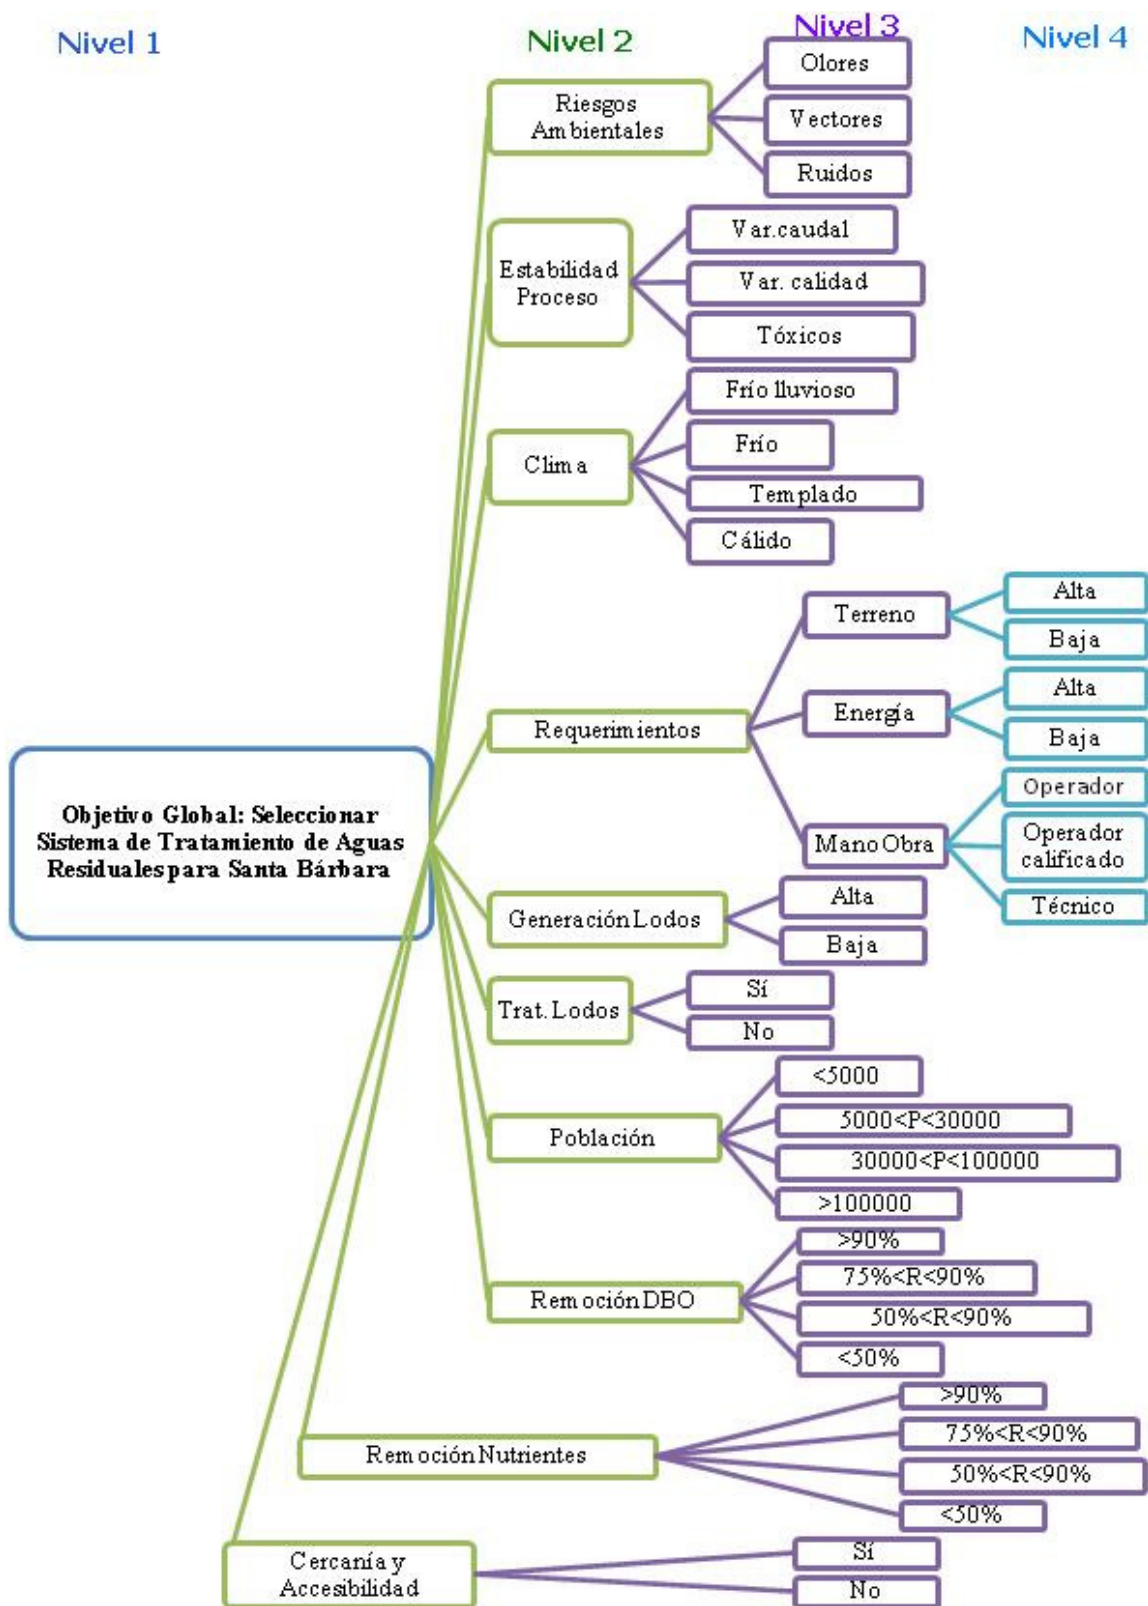 Nivel 1
Nivel 2
Nivel 3
Nivel 4
Objetivo Global: Seleccionar
Sistema de Tratamiento de Aguas
Residuales para Santa Bárbara
Riesgos
Ambientales
Olores
Vectores
Ruidos
Estabilidad
Proceso
Var.caudal
Var. calidad
Tóxicos
Clima
Frío lluvioso
Frío
Templado
Cálido
Requerimientos
Terreno
Alta
Baja
Energía
Alta
Baja
Mano Obra
Operador
Operador
calificado
Técnico
Generación Lodos
Alta
Baja
Trat. Lodos
Sí
No
Población
<5000
5000<P<30000
30000<P<100000
>100000
Remoción DBO
>90%
75%<R<90%
50%<R<90%
<50%
Remoción Nutrientes
>90%
75%<R<90%
50%<R<90%
<50%
Cercanía y
Accesibilidad
Sí
No